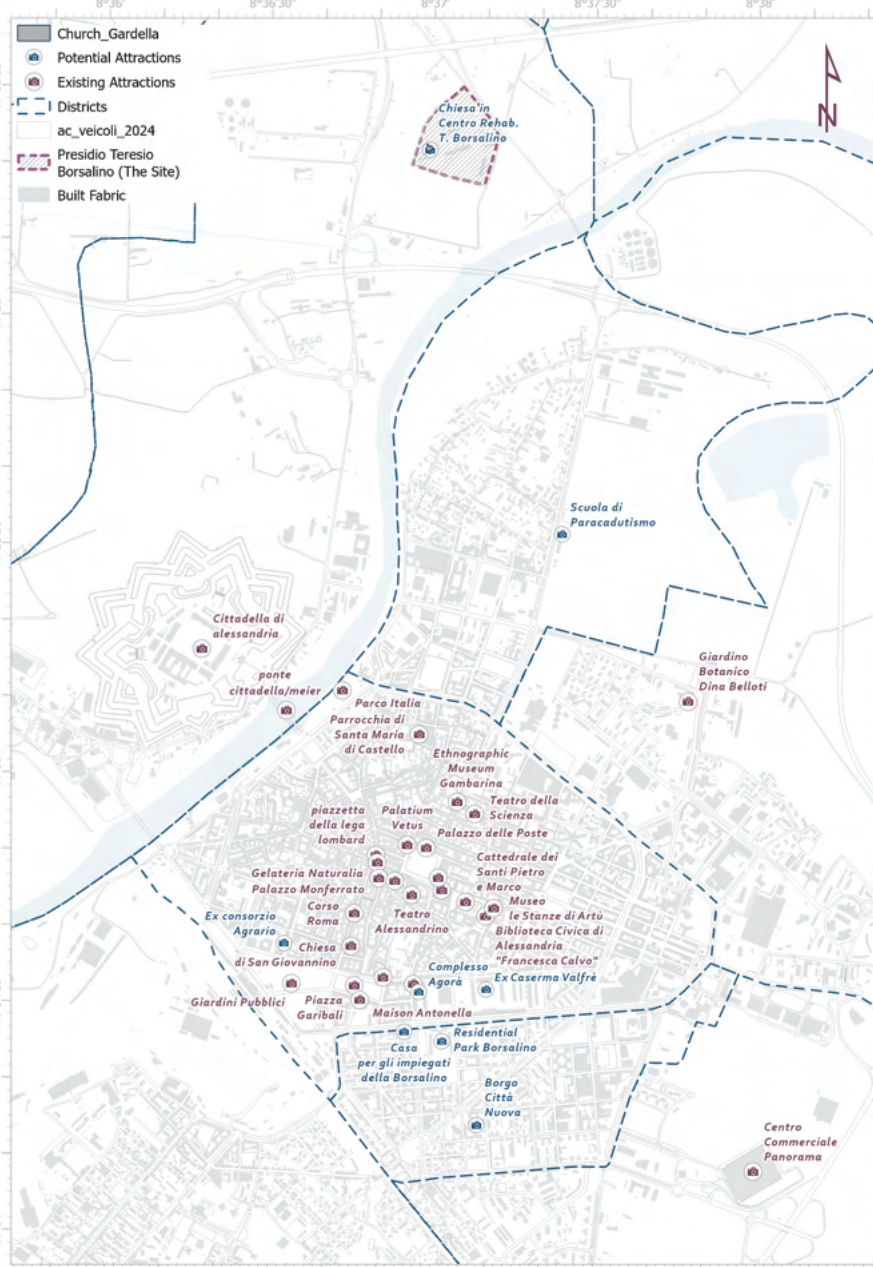 8°36'
8°36'30"
8°37'
8°37'30"
8°38'
Church_Gardella
Potential Attractions
Existing Attractions
Districts
ac_veicoli_2024
Presidio Teresio
Borsalino (The Site)
Built Fabric
Chiesa in
Centro Rehab.
T. Borsalino
N
Scuola di
Paracadutismo
Cittadella di
alessandria
ponte
cittadella/meier
Giardino
Botanico
Dina Belloti
Parco Italia
Parrocchia di
Santa Maria
di Castello
Ethnographic
Museum
Gambarina
Teatro della
Scienza
piazzetta
della lega
lombard
Palatium
Vetus
Palazzo delle Poste
Gelateria Naturalia
Palazzo Monferrato
Cattedrale dei
Santi Pietro
e Marco
Corso
Roma
Teatro
Alessandrino
Museo
le Stanze di Artù
Biblioteca Civica di
Alessandria
"Francesca Calvo"
Ex consorzio
Agrario
Chiesa
di San Giovannino
Complesso
Agorà
Ex Caserma Valfrè
Giardini Pubblici
Piazza
Garibali
Maison Antonella
Casa
per gli impiegati
della Borsalino
Residential
Park Borsalino
Borgo
Città
Nuova
Centro
Commerciale
Panorama